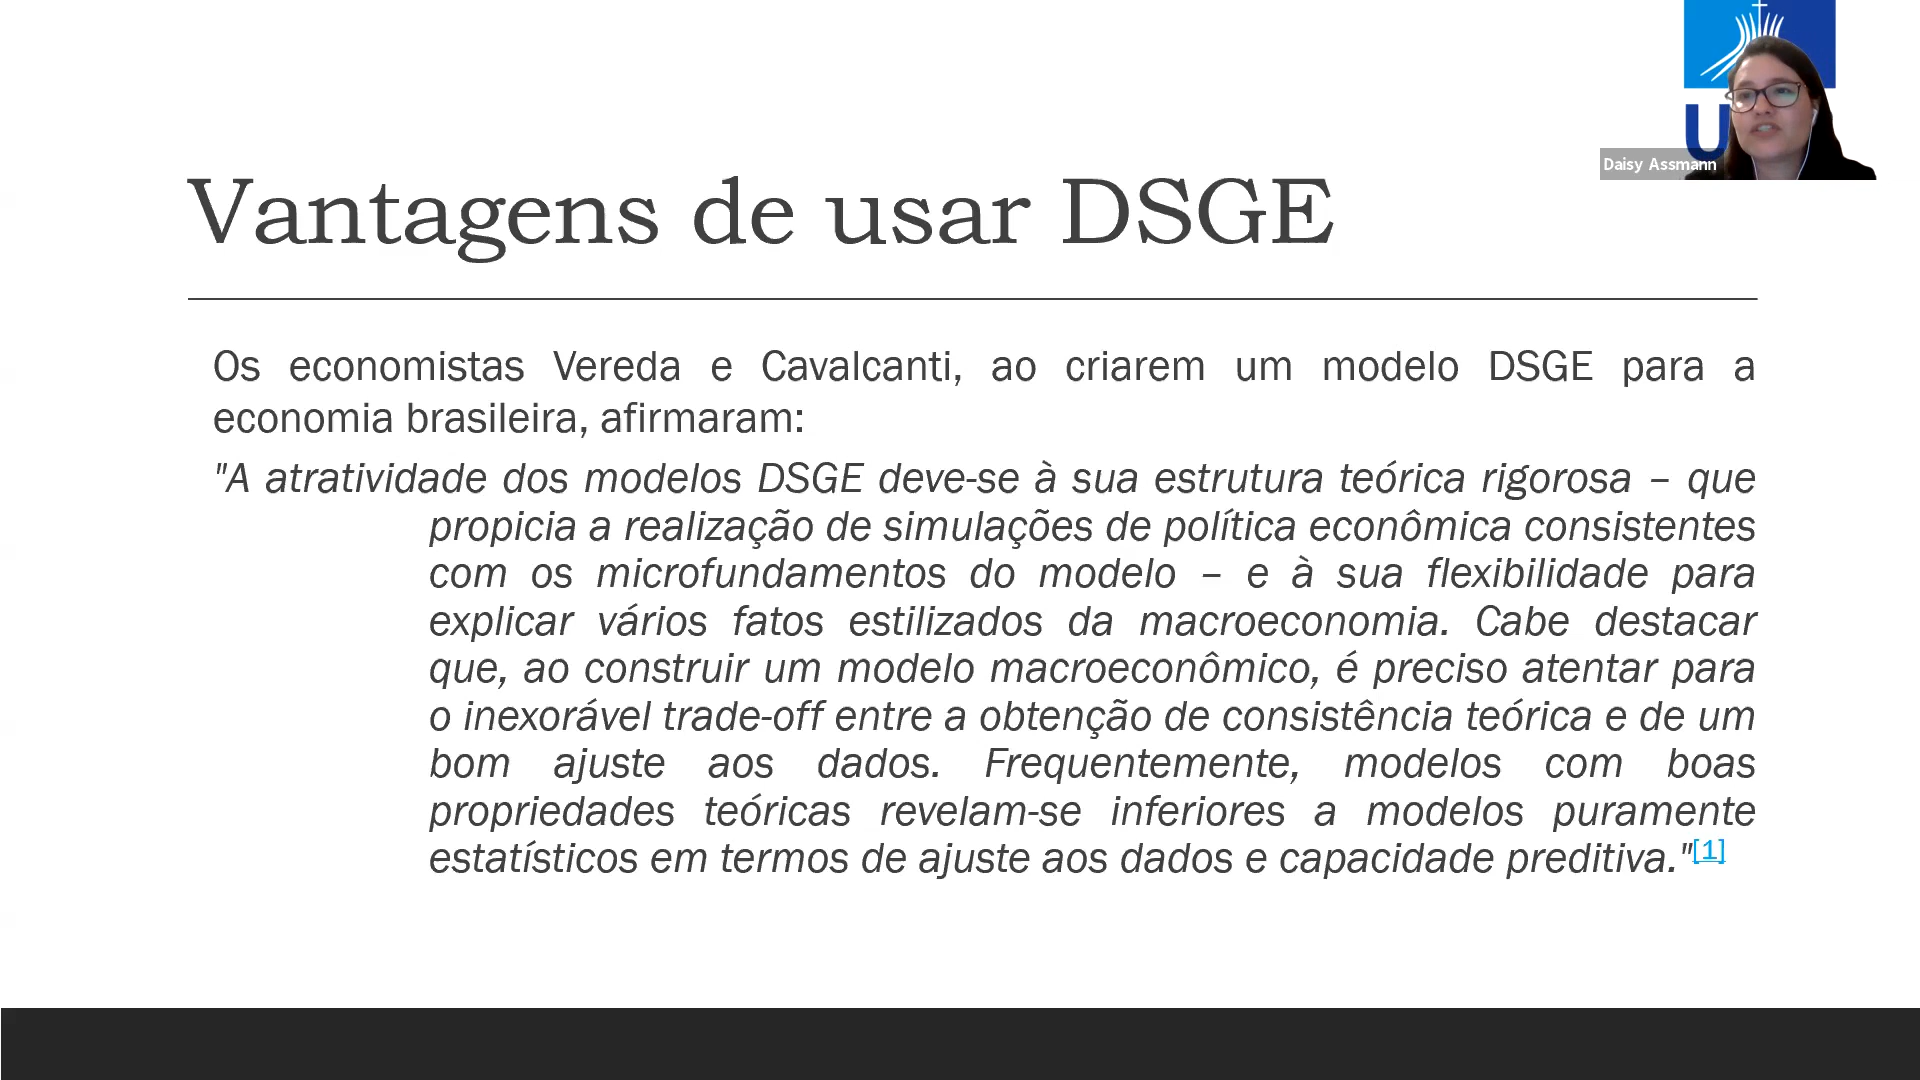 U
Daisy Assmann
Vantagens de usar DSGE
Os economistas Vereda e Cavalcanti, ao criarem um modelo DSGE para a
economia brasileira, afirmaram:
"A atratividade dos modelos DSGE deve-se à sua estrutura teórica rigorosa – que
propicia a realização de simulações de política econômica consistentes
com os microfundamentos do modelo – e à sua flexibilidade para
explicar vários fatos estilizados da macroeconomia. Cabe destacar
que, ao construir um modelo macroeconômico, é preciso atentar para
o inexorável trade-off entre a obtenção de consistência teórica e de um
bom ajuste aos dados. Frequentemente, modelos com boas
propriedades teóricas revelam-se inferiores a modelos puramente
estatísticos em termos de ajuste aos dados e capacidade preditiva."[1]